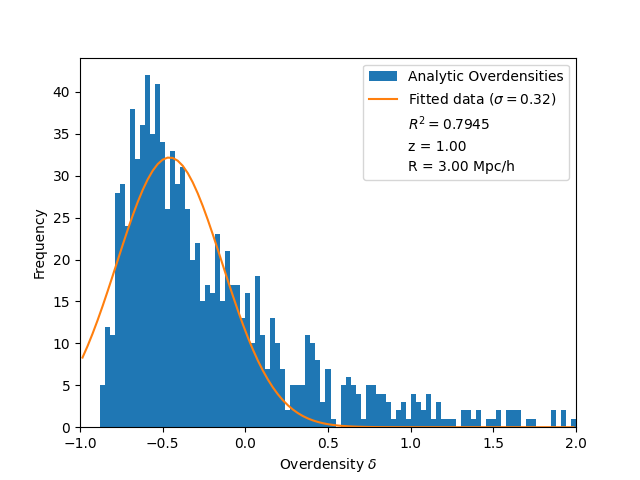 Analytic Overdensities
Fitted data (σ = 0.32)
R² = 0.7945
z = 1.00
R = 3.00 Mpc/h
Frequency
40
35
30
25
20
15
10
5
0
−1.0 −0.5 0.0 0.5 1.0 1.5 2.0
Overdensity δ